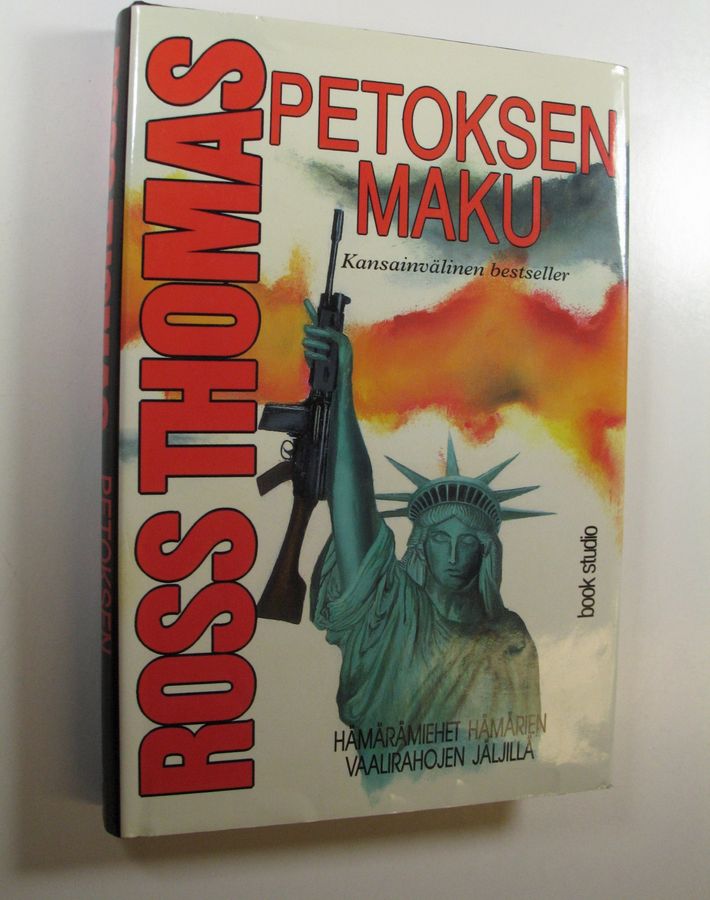 ROSS THOMAS
PETOKSEN
MAKU
Kansainvälinen bestseller
book studio
HÄMÄRÄMIEHET HÄMÄRIEN
VAALIRAHOJEN JÄLJILLÄ
PETOKSEN